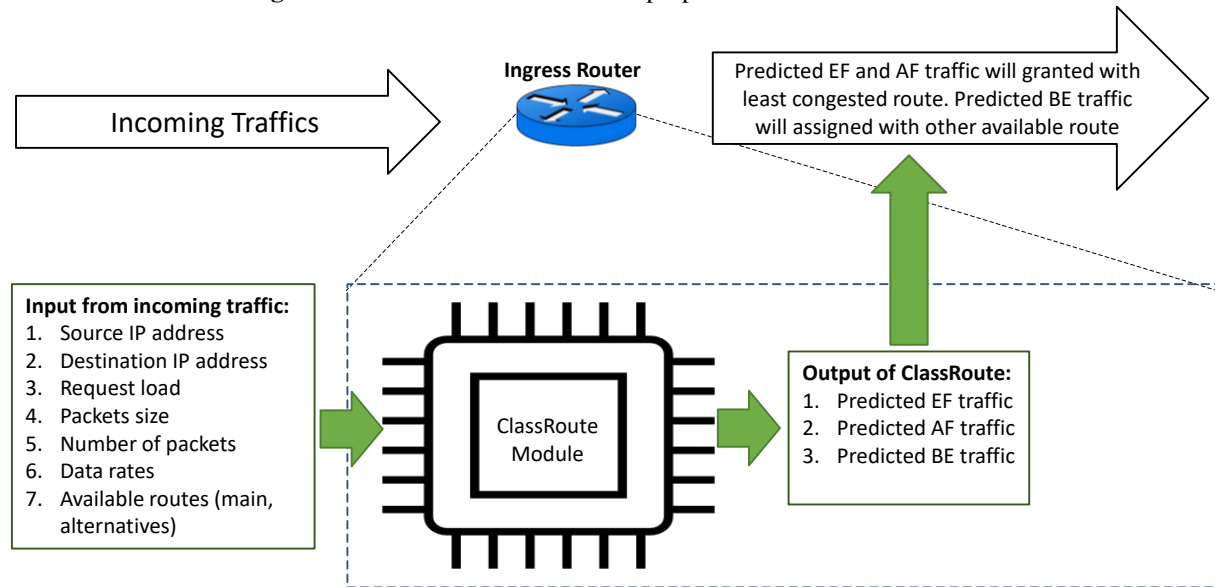 Ingress Router
Incoming Traffics
Predicted EF and AF traffic will granted with
least congested route. Predicted BE traffic
will assigned with other available route
Input from incoming traffic:
1. Source IP address
2. Destination IP address
3. Request load
4. Packets size
5. Number of packets
6. Data rates
7. Available routes (main,
alternatives)
ClassRoute
Module
Output of ClassRoute:
1. Predicted EF traffic
2. Predicted AF traffic
3. Predicted BE traffic